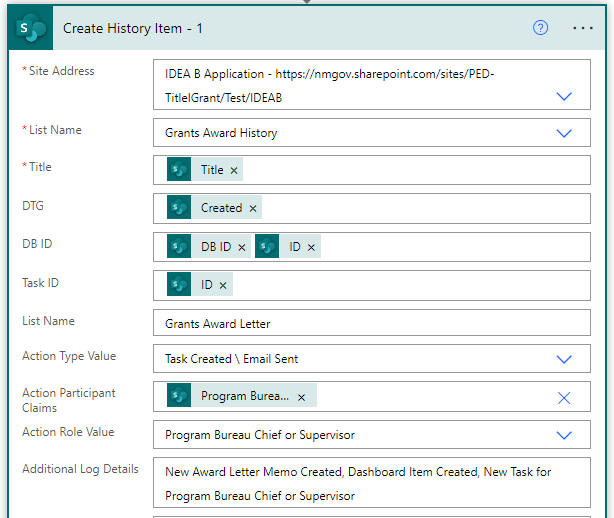 Create History Item - 1
* Site Address
IDEA B Application - https://nmgov.sharepoint.com/sites/PED-
TitleIGrant/Test/IDEAB
* List Name
Grants Award History
* Title
Title ×
DTG
Created ×
DB ID
DB ID × ID ×
Task ID
ID ×
List Name
Grants Award Letter
Action Type Value
Task Created \ Email Sent
Action Participant
Claims
Program Burea... ×
Action Role Value
Program Bureau Chief or Supervisor
Additional Log Details
New Award Letter Memo Created, Dashboard Item Created, New Task for
Program Bureau Chief or Supervisor